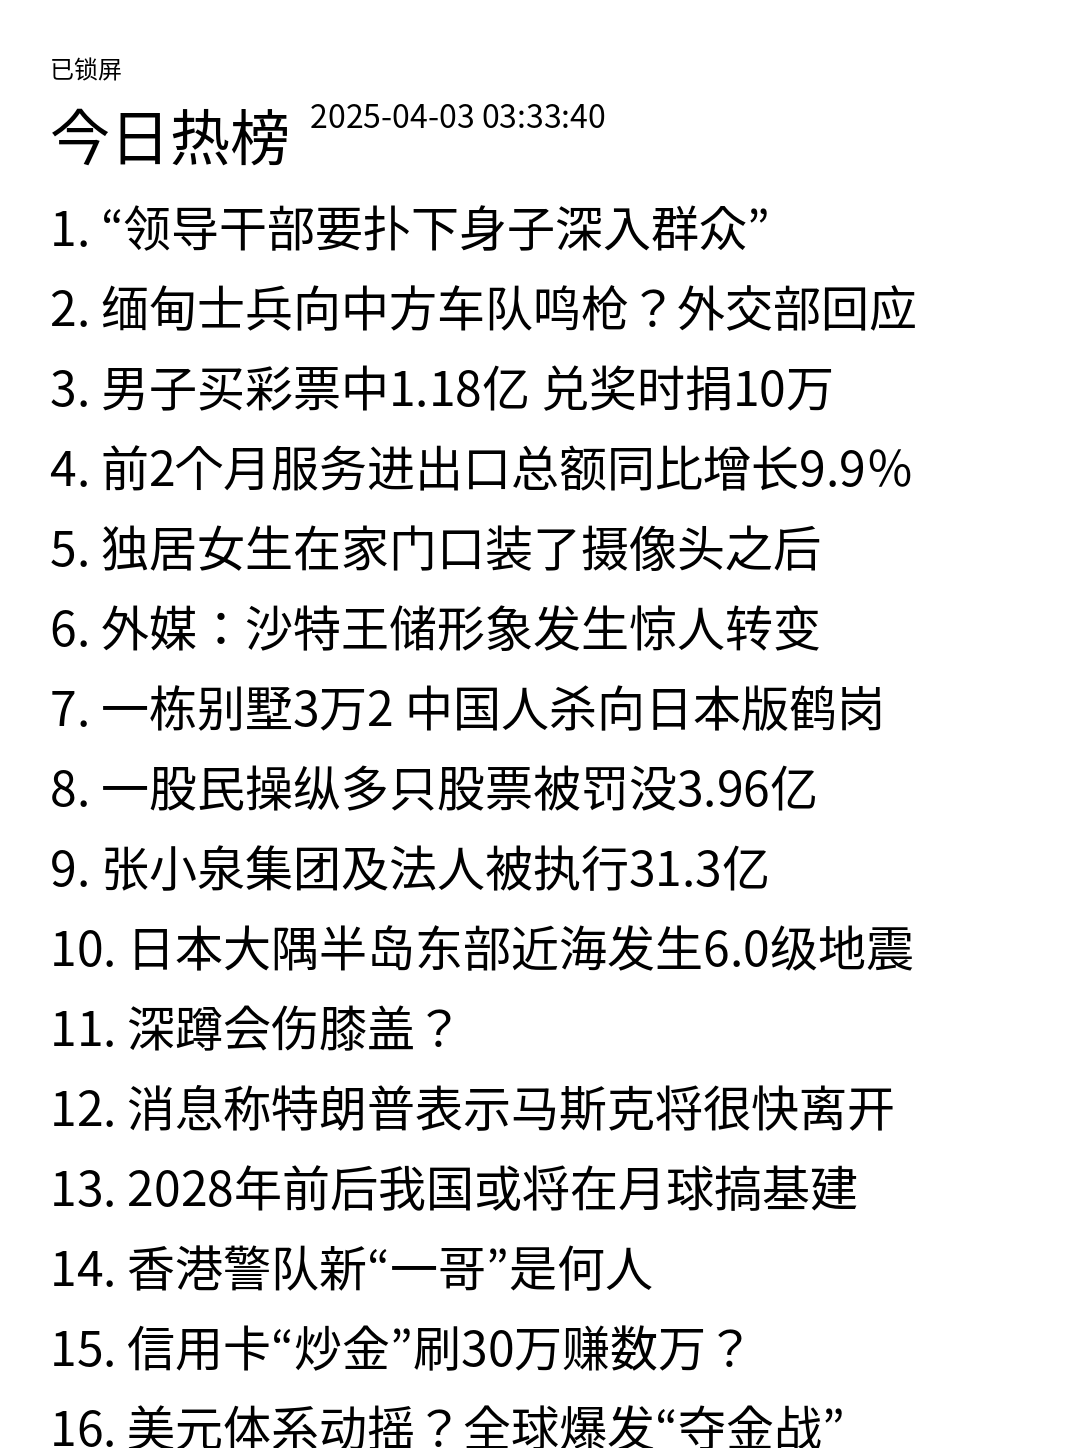 已锁屏
今日热榜 2025-04-03 03:33:40
1. “领导干部要扑下身子深入群众”
2. 缅甸士兵向中方车队鸣枪？外交部回应
3. 男子买彩票中1.18亿 兑奖时捐10万
4. 前2个月服务进出口总额同比增长9.9%
5. 独居女生在家门口装了摄像头之后
6. 外媒：沙特王储形象发生惊人转变
7. 一栋别墅3万2 中国人杀向日本版鹤岗
8. 一股民操纵多只股票被罚没3.96亿
9. 张小泉集团及法人被执行31.3亿
10. 日本大隅半岛东部近海发生6.0级地震
11. 深蹲会伤膝盖？
12. 消息称特朗普表示马斯克将很快离开
13. 2028年前后我国或将在月球搞基建
14. 香港警队新“一哥”是何人
15. 信用卡“炒金”刷30万赚数万？
16. 美元体系动摇？全球爆发“夺金战”